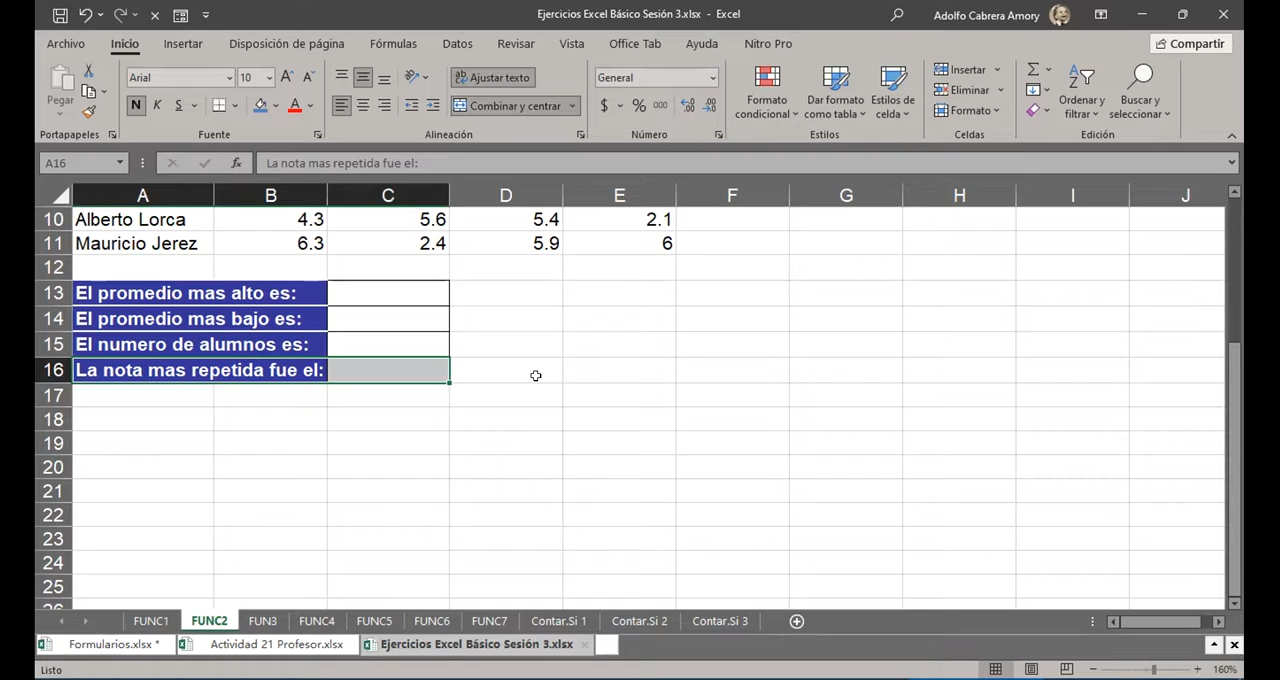 Ejercicios Excel Básico Sesión 3.xlsx - Excel
Adolfo Cabrera Amory
Archivo Inicio Insertar Disposición de página Fórmulas Datos Revisar Vista Office Tab Ayuda Nitro Pro Compartir
Pegar
Arial 10
N K S
ab Ajustar texto
Combinar y centrar
General
$ % 000
Formato condicional
Dar formato como tabla
Estilos de celda
Insertar
Eliminar
Formato
Ordenar y filtrar
Buscar y seleccionar
Portapapeles Fuente Alineación Número Estilos Celdas Edición
A16 fx La nota mas repetida fue el:
A B C D E F G H I J
10 Alberto Lorca 4.3 5.6 5.4 2.1
11 Mauricio Jerez 6.3 2.4 5.9 6
12
13 El promedio mas alto es:
14 El promedio mas bajo es:
15 El numero de alumnos es:
16 La nota mas repetida fue el:
17
18
19
20
21
22
23
24
25
26
FUNC1 FUNC2 FUN3 FUNC4 FUNC5 FUNC6 FUNC7 Contar.Si 1 Contar.Si 2 Contar.Si 3
Formularios.xlsx * Actividad 21 Profesor.xlsx Ejercicios Excel Básico Sesión 3.xlsx
Listo 160%